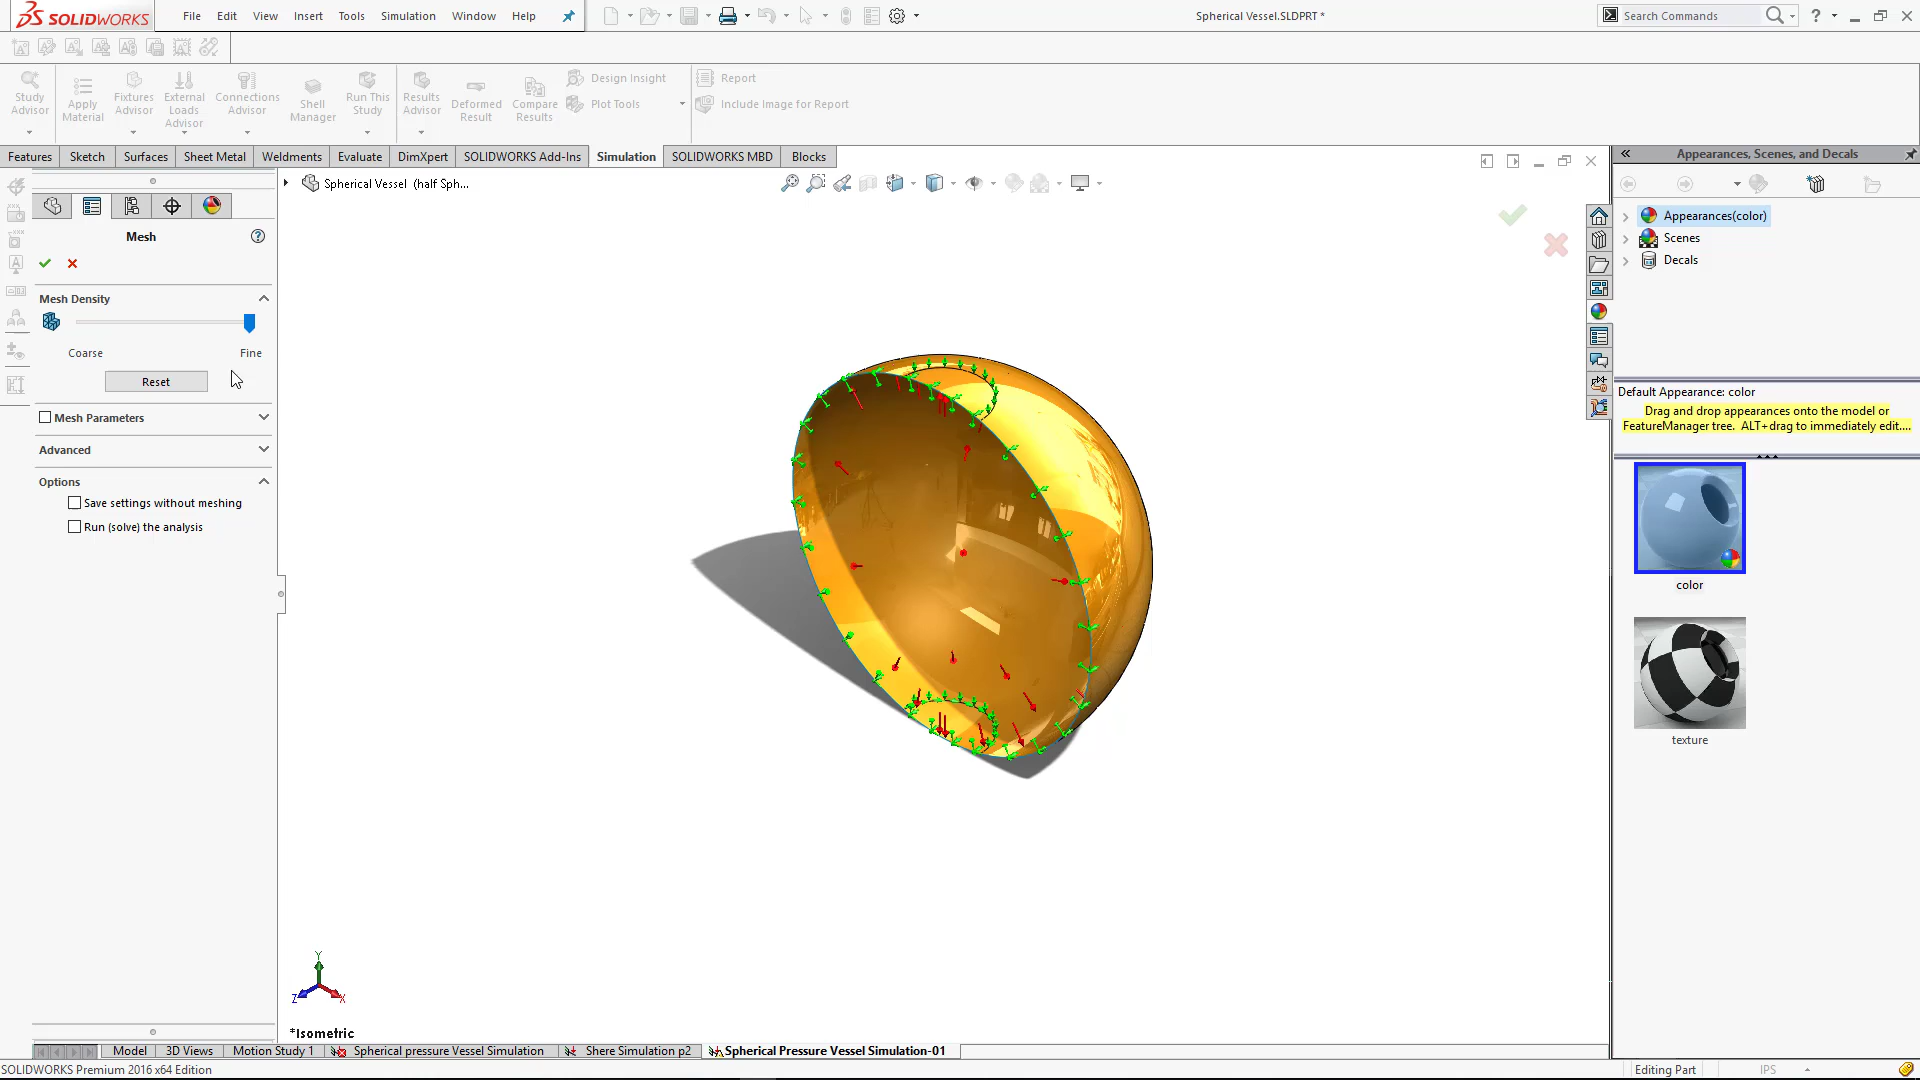 SOLIDWORKS
File Edit View Insert Tools Simulation Window Help
Spherical Vessel.SLDPRT *
Search Commands
?
Study Advisor
Apply Material
Fixtures Advisor
External Loads Advisor
Connections Advisor
Shell Manager
Run This Study
Results Advisor
Deformed Result
Compare Results
Design Insight
Plot Tools
Report
Include Image for Report
Features Sketch Surfaces Sheet Metal Weldments Evaluate DimXpert SOLIDWORKS Add-Ins Simulation SOLIDWORKS MBD Blocks
Spherical Vessel (half Sph...
Mesh
?
Mesh Density
Coarse Fine
Reset
Mesh Parameters
Advanced
Options
Save settings without meshing
Run (solve) the analysis
Y
Z X
*Isometric
Appearances, Scenes, and Decals
Appearances(color)
Scenes
Decals
Default Appearance: color
Drag and drop appearances onto the model or
FeatureManager tree. ALT+drag to immediately edit....
color
texture
Model 3D Views Motion Study 1 Spherical pressure Vessel Simulation Shere Simulation p2 Spherical Pressure Vessel Simulation-01
SOLIDWORKS Premium 2016 x64 Edition
Editing Part IPS